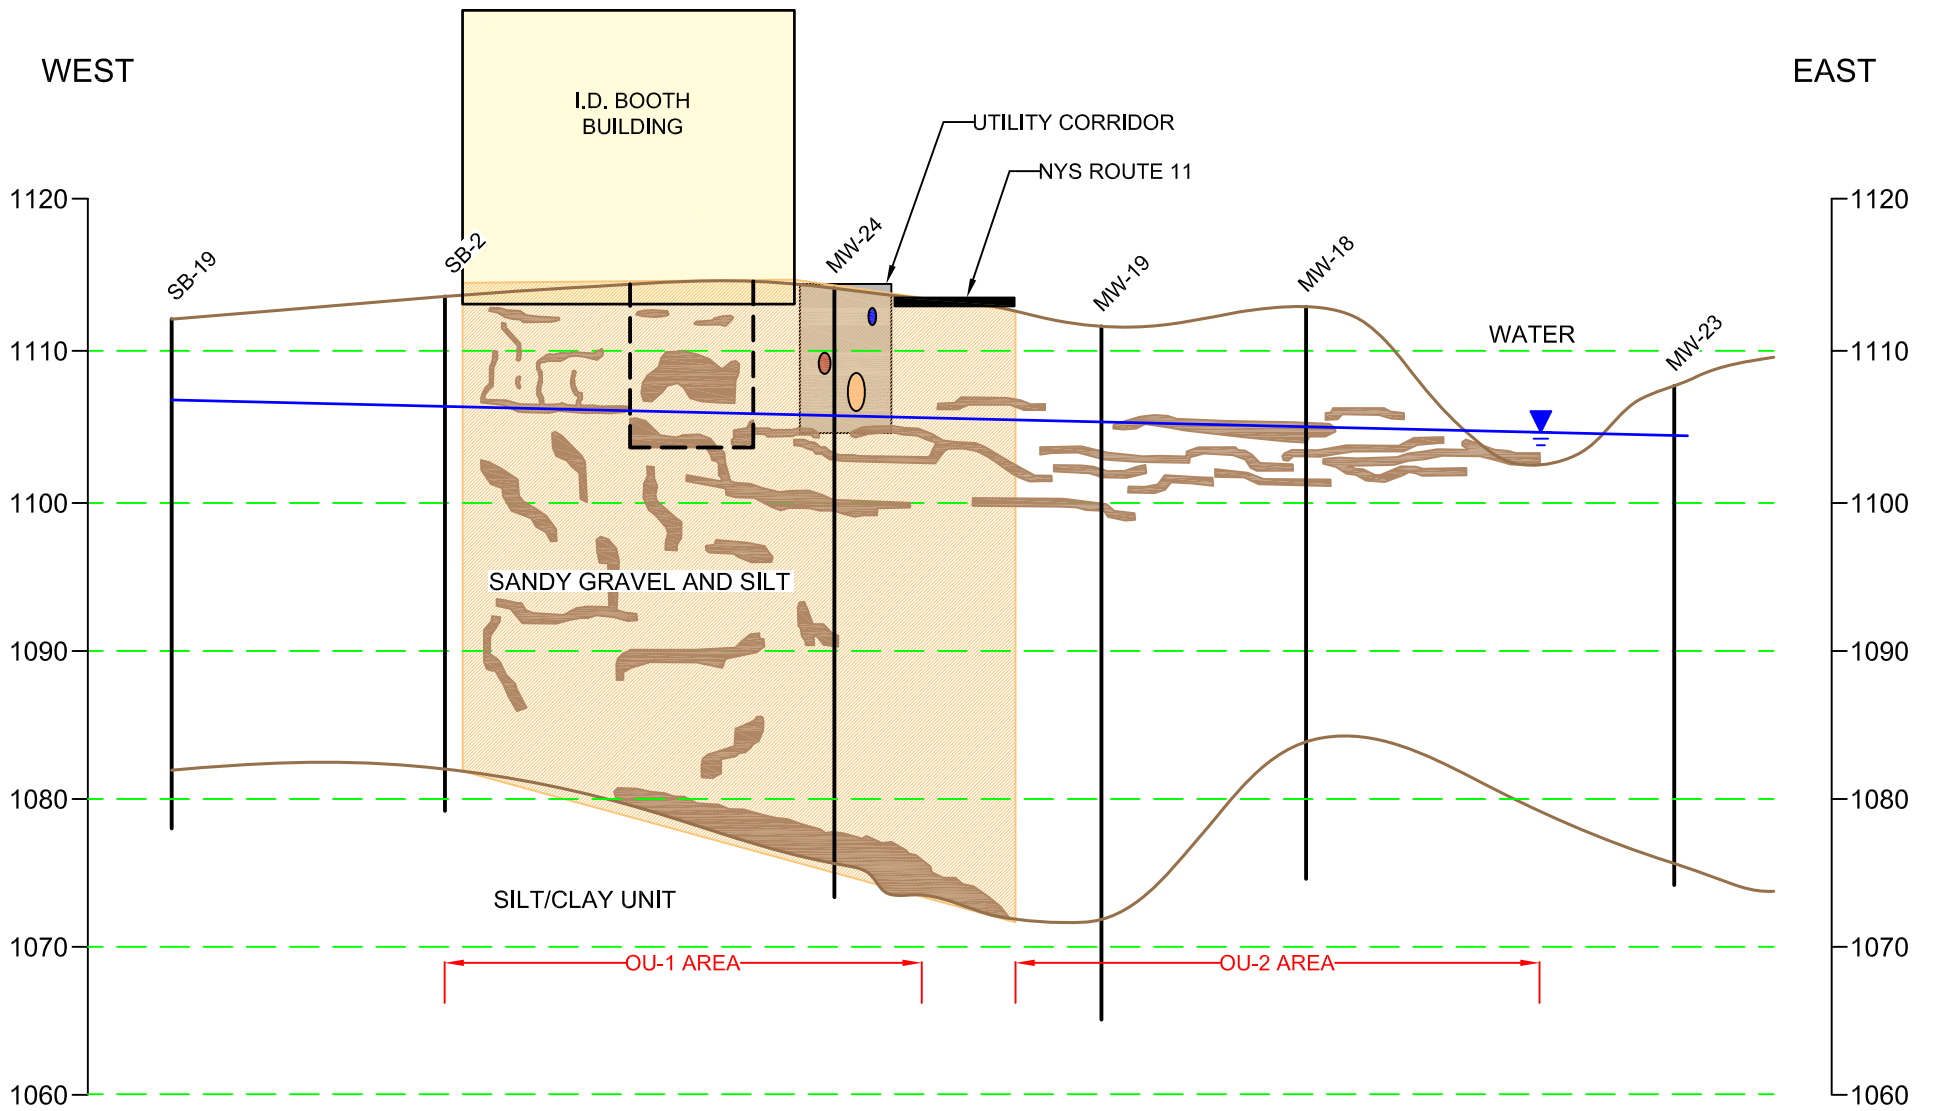 WEST
EAST
I.D. BOOTH
BUILDING
UTILITY CORRIDOR
NYS ROUTE 11
1120
1120
SB-19
SB-2
MW-24
MW-19
MW-18
WATER
MW-23
1110
1110
1100
1100
SANDY GRAVEL AND SILT
1090
1090
1080
1080
SILT/CLAY UNIT
1070
1070
OU-1 AREA
OU-2 AREA
1060
1060